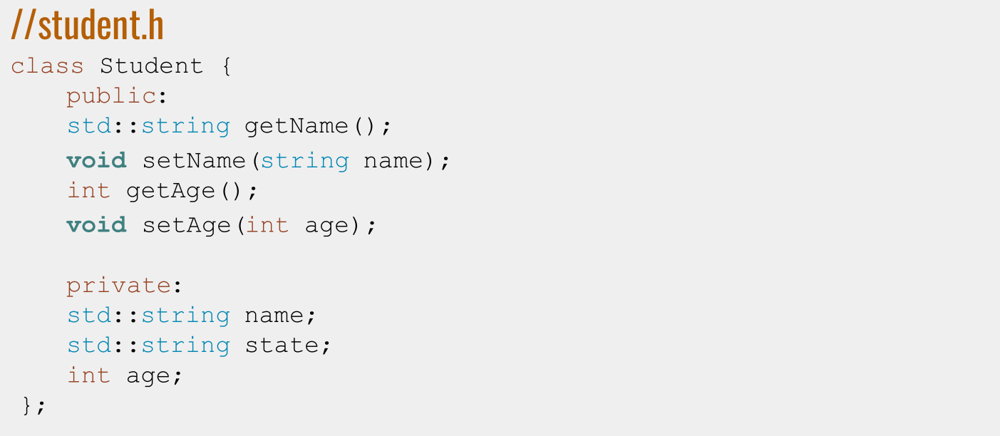 //student.h
class Student {
public:
std::string getName();
void setName(string name);
int getAge();
void setAge(int age);
private:
std::string name;
std::string state;
int age;
};